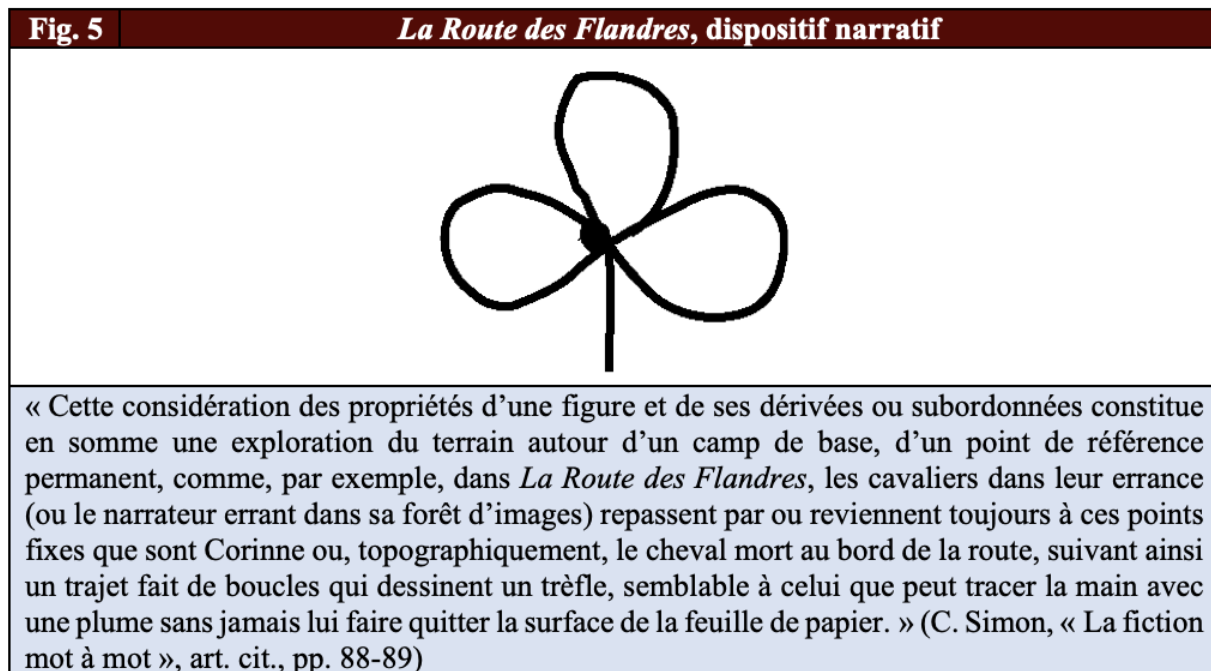 Fig. 5
La Route des Flandres, dispositif narratif
« Cette considération des propriétés d’une figure et de ses dérivées ou subordonnées constitue
en somme une exploration du terrain autour d’un camp de base, d’un point de référence
permanent, comme, par exemple, dans La Route des Flandres, les cavaliers dans leur errance
(ou le narrateur errant dans sa forêt d’images) repassent par ou reviennent toujours à ces points
fixes que sont Corinne ou, topographiquement, le cheval mort au bord de la route, suivant ainsi
un trajet fait de boucles qui dessinent un trèfle, semblable à celui que peut tracer la main avec
une plume sans jamais lui faire quitter la surface de la feuille de papier. » (C. Simon, « La fiction
mot à mot », art. cit., pp. 88-89)